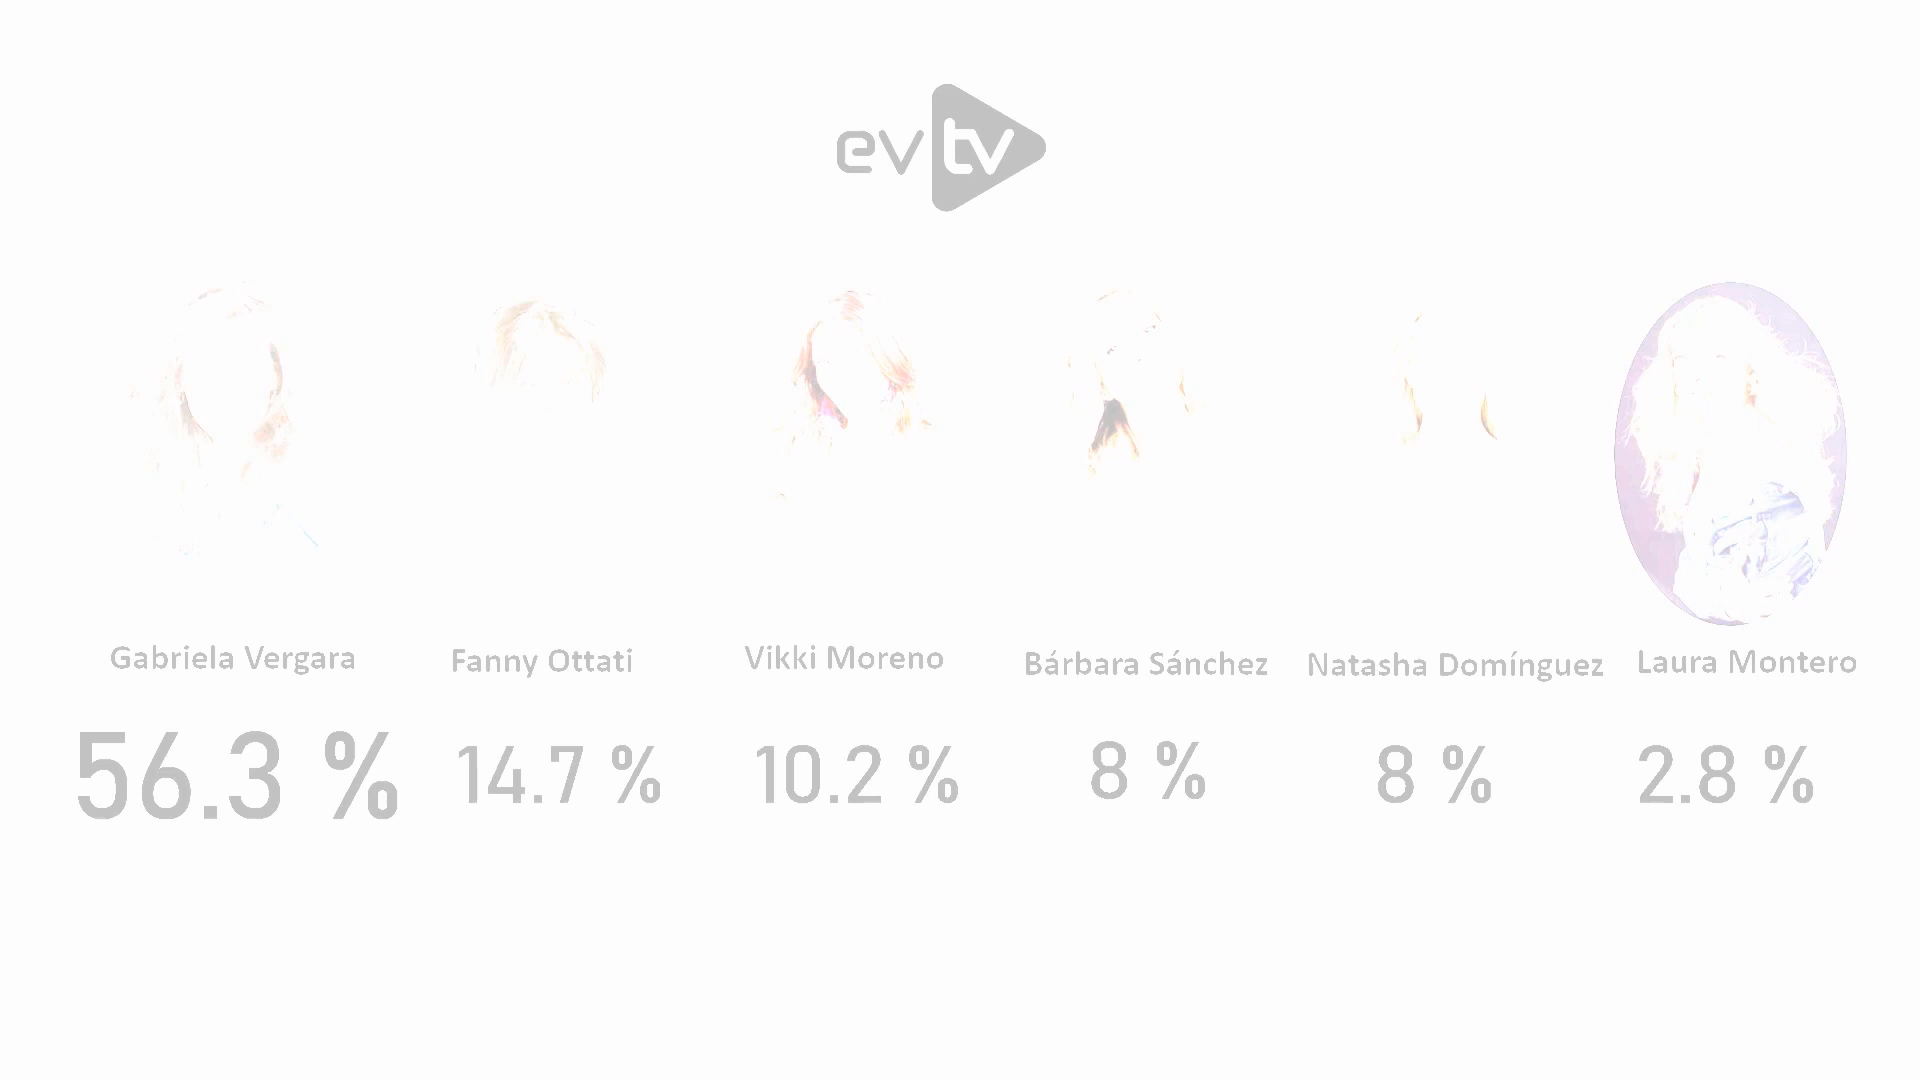 evtv
Gabriela Vergara
Fanny Ottati
Vikki Moreno
Bárbara Sánchez
Natasha Domínguez
Laura Montero
56.3 %
14.7 %
10.2 %
8 %
8 %
2.8 %